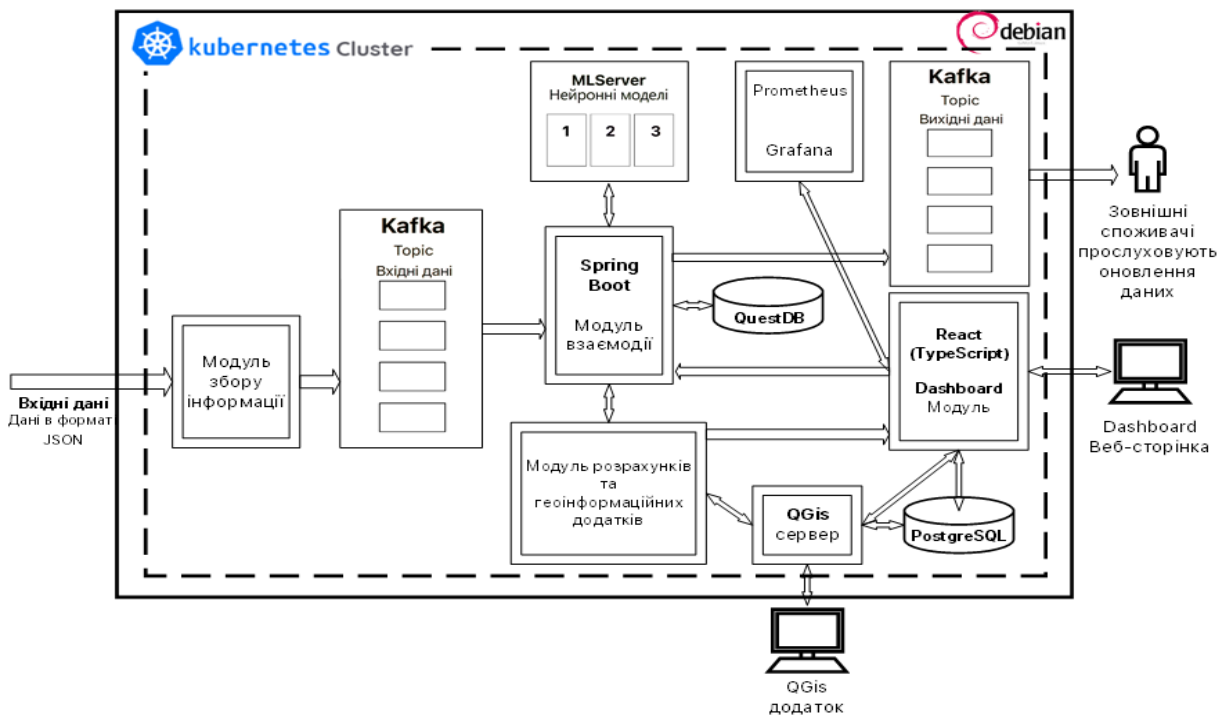 kubernetes Cluster
debian
MLServer
Нейронні моделі
1 2 3
Prometheus
Grafana
Kafka
Topic
Вихідні дані
Зовнішні
споживачі
прослуховують
оновлення
даних
Kafka
Topic
Вхідні дані
Spring
Boot
Модуль
взаємодії
QuestDB
React
(TypeScript)
Dashboard
Модуль
Модуль
збору
інформації
Вхідні дані
Дані в форматі
JSON
Dashboard
Веб-сторінка
Модуль розрахунків
та
геоінформаційних
додатків
QGis
сервер
PostgreSQL
QGis
додаток